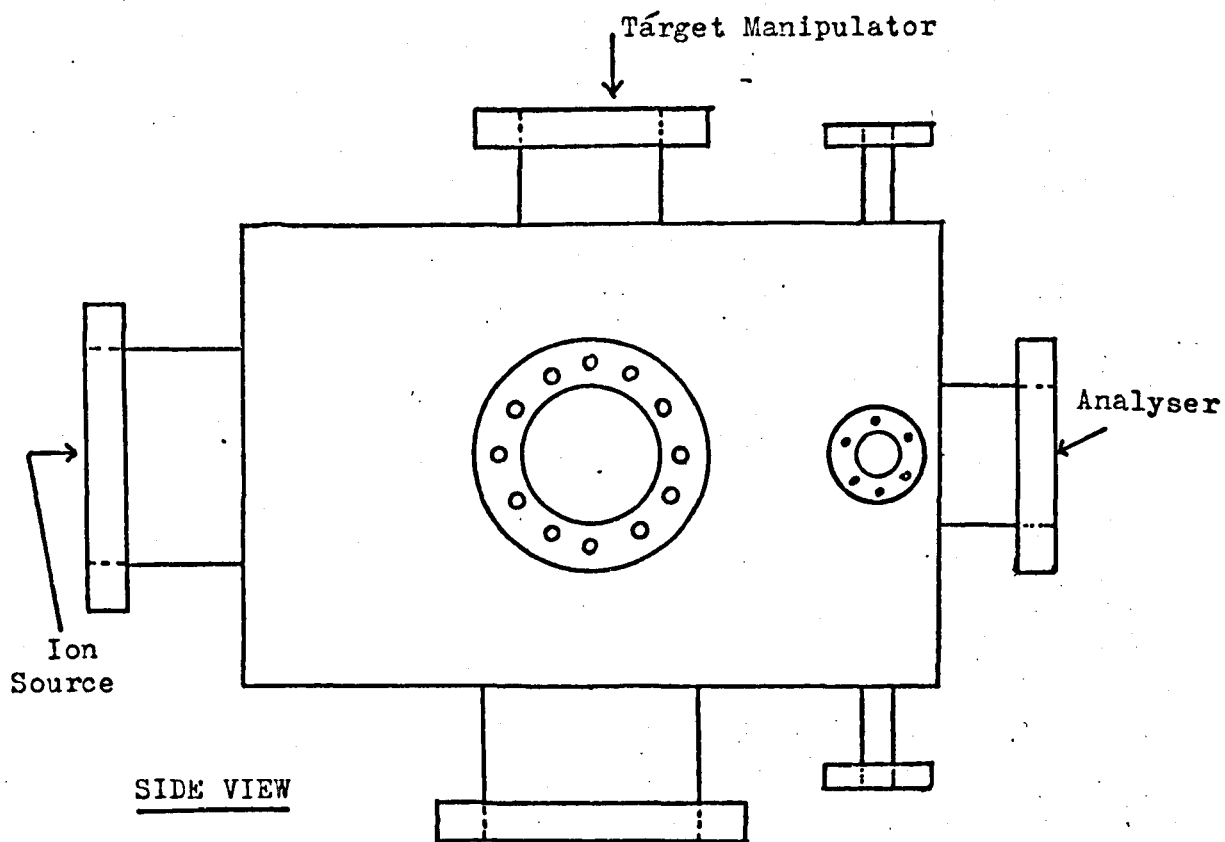 Target Manipulator
Analyser
Ion
Source
SIDE VIEW